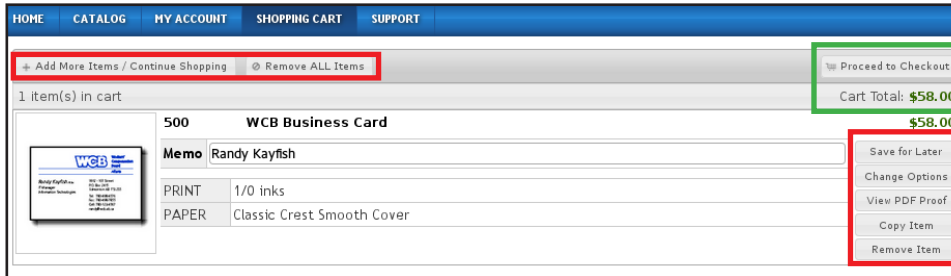 HOME CATALOG MY ACCOUNT SHOPPING CART SUPPORT
+ Add More Items / Continue Shopping Remove ALL Items Proceed to Checkout
1 item(s) in cart Cart Total: $58.00
500 WCB Business Card $58.00
WCB
Memo Randy Kayfish
Save for Later
Change Options
PRINT 1/0 inks
View PDF Proof
PAPER Classic Crest Smooth Cover
Copy Item
Remove Item